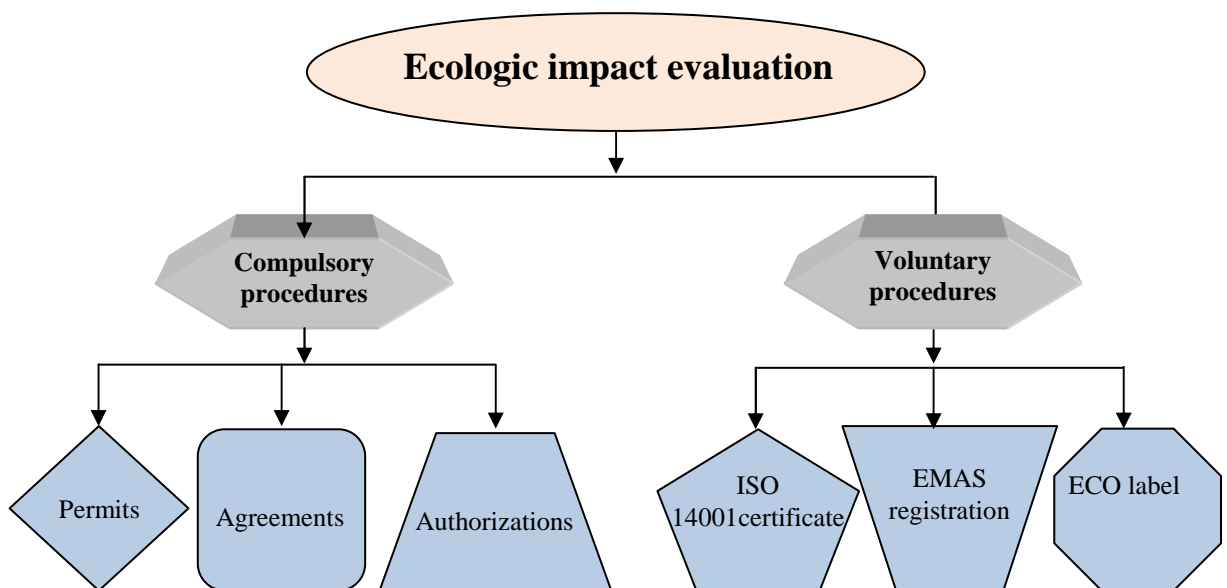 Ecologic impact evaluation
Compulsory
procedures
Voluntary
procedures
Permits
Agreements
Authorizations
ISO
14001certificate
EMAS
registration
ECO label